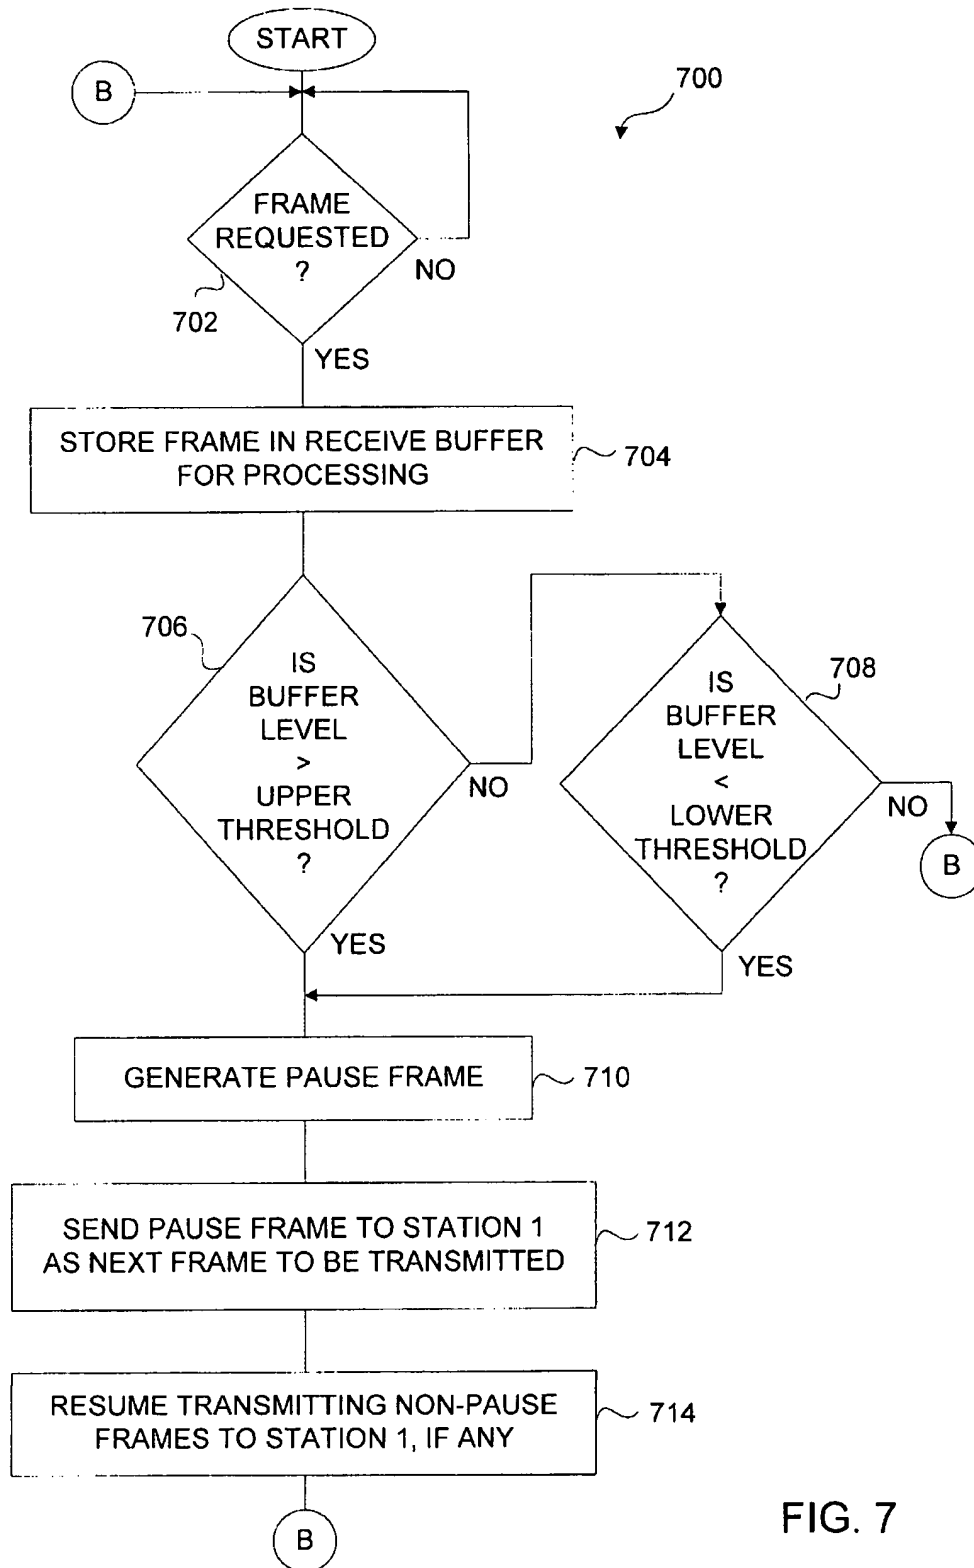 START
B
700
FRAME
REQUESTED
?
NO
702
YES
STORE FRAME IN RECEIVE BUFFER
FOR PROCESSING
704
706
IS
BUFFER
LEVEL
>
UPPER
THRESHOLD
?
NO
YES
708
IS
BUFFER
LEVEL
<
LOWER
THRESHOLD
?
NO
B
YES
GENERATE PAUSE FRAME
710
SEND PAUSE FRAME TO STATION 1
AS NEXT FRAME TO BE TRANSMITTED
712
RESUME TRANSMITTING NON-PAUSE
FRAMES TO STATION 1, IF ANY
714
B
FIG. 7